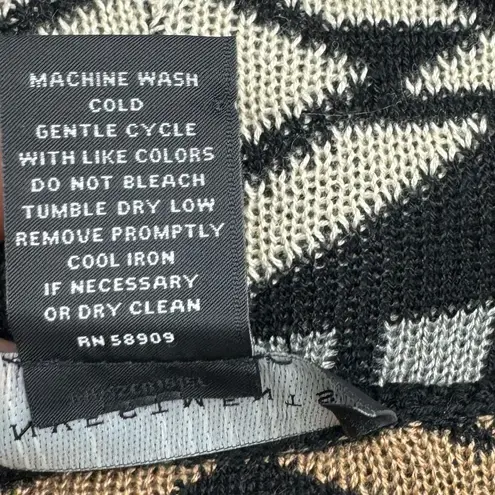 MACHINE WASH
COLD
GENTLE CYCLE
WITH LIKE COLORS
DO NOT BLEACH
TUMBLE DRY LOW
REMOVE PROMPTLY
COOL IRON
IF NECESSARY
OR DRY CLEAN
RN 58909